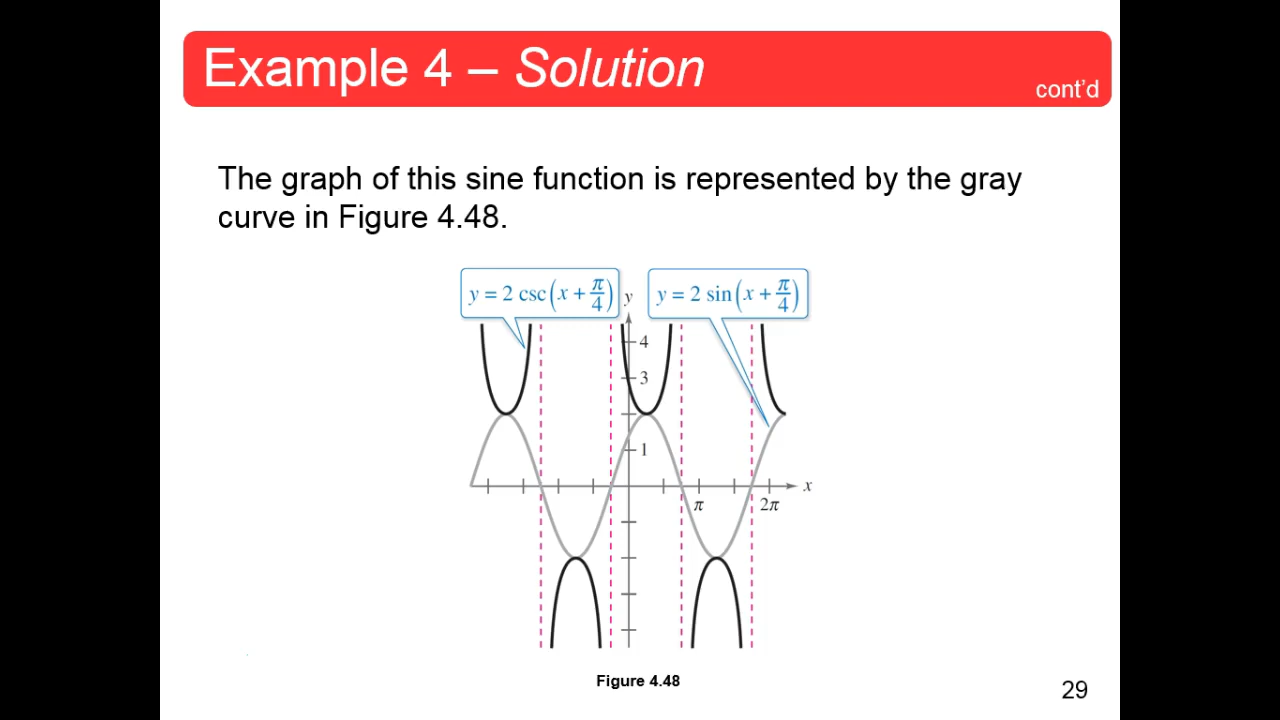 Example 4 – Solution
cont’d
The graph of this sine function is represented by the gray
curve in Figure 4.48.
y = 2 csc(x + π/4)
y
y = 2 sin(x + π/4)
4
3
1
x
π
2π
Figure 4.48
29